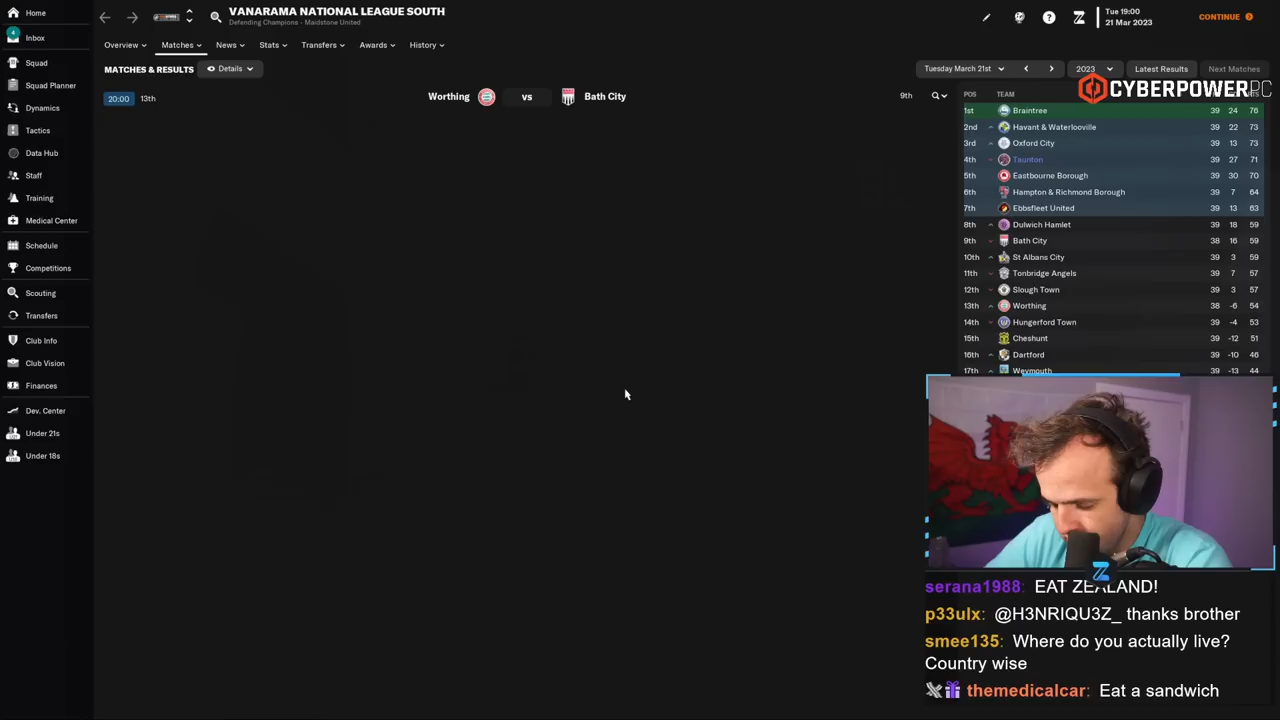 Home
Inbox
4
Squad
Squad Planner
Dynamics
Tactics
Data Hub
Staff
Training
Medical Center
Schedule
Competitions
Scouting
Transfers
Club Info
Club Vision
Finances
Dev. Center
Under 21s
Under 18s
VANARAMA NATIONAL LEAGUE SOUTH
Defending Champions - Maidstone United
Tue 19:00
21 Mar 2023
CONTINUE
Overview Matches News Stats Transfers Awards History
MATCHES & RESULTS Details
Tuesday March 21st 2023 Latest Results Next Matches
CYBERPOWERPC
20:00 13th Worthing vs Bath City 9th
POS TEAM
1st Braintree 39 24 76
2nd Havant & Waterlooville 39 22 73
3rd Oxford City 39 13 73
4th Taunton 39 27 71
5th Eastbourne Borough 39 30 70
6th Hampton & Richmond Borough 39 7 64
7th Ebbsfleet United 39 13 63
8th Dulwich Hamlet 39 18 59
9th Bath City 38 16 59
10th St Albans City 39 3 59
11th Tonbridge Angels 39 7 57
12th Slough Town 39 3 57
13th Worthing 38 -6 54
14th Hungerford Town 39 -4 53
15th Cheshunt 39 -12 51
16th Dartford 39 -10 46
17th Weymouth 39 -13 44
serana1988: EAT ZEALAND!
p33ulx: @H3NRIQU3Z_ thanks brother
smee135: Where do you actually live?
Country wise
themedicalcar: Eat a sandwich